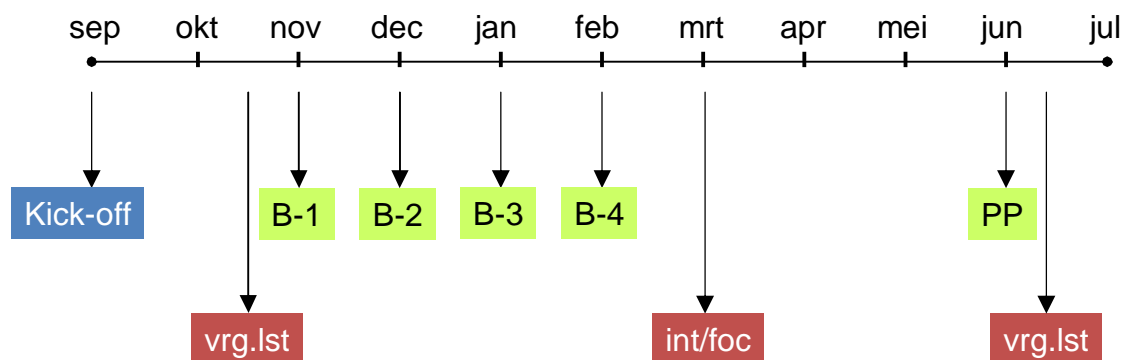 sep okt nov dec jan feb mrt apr mei jun jul
Kick-off B-1 B-2 B-3 B-4 PP
vrg.lst int/foc vrg.lst